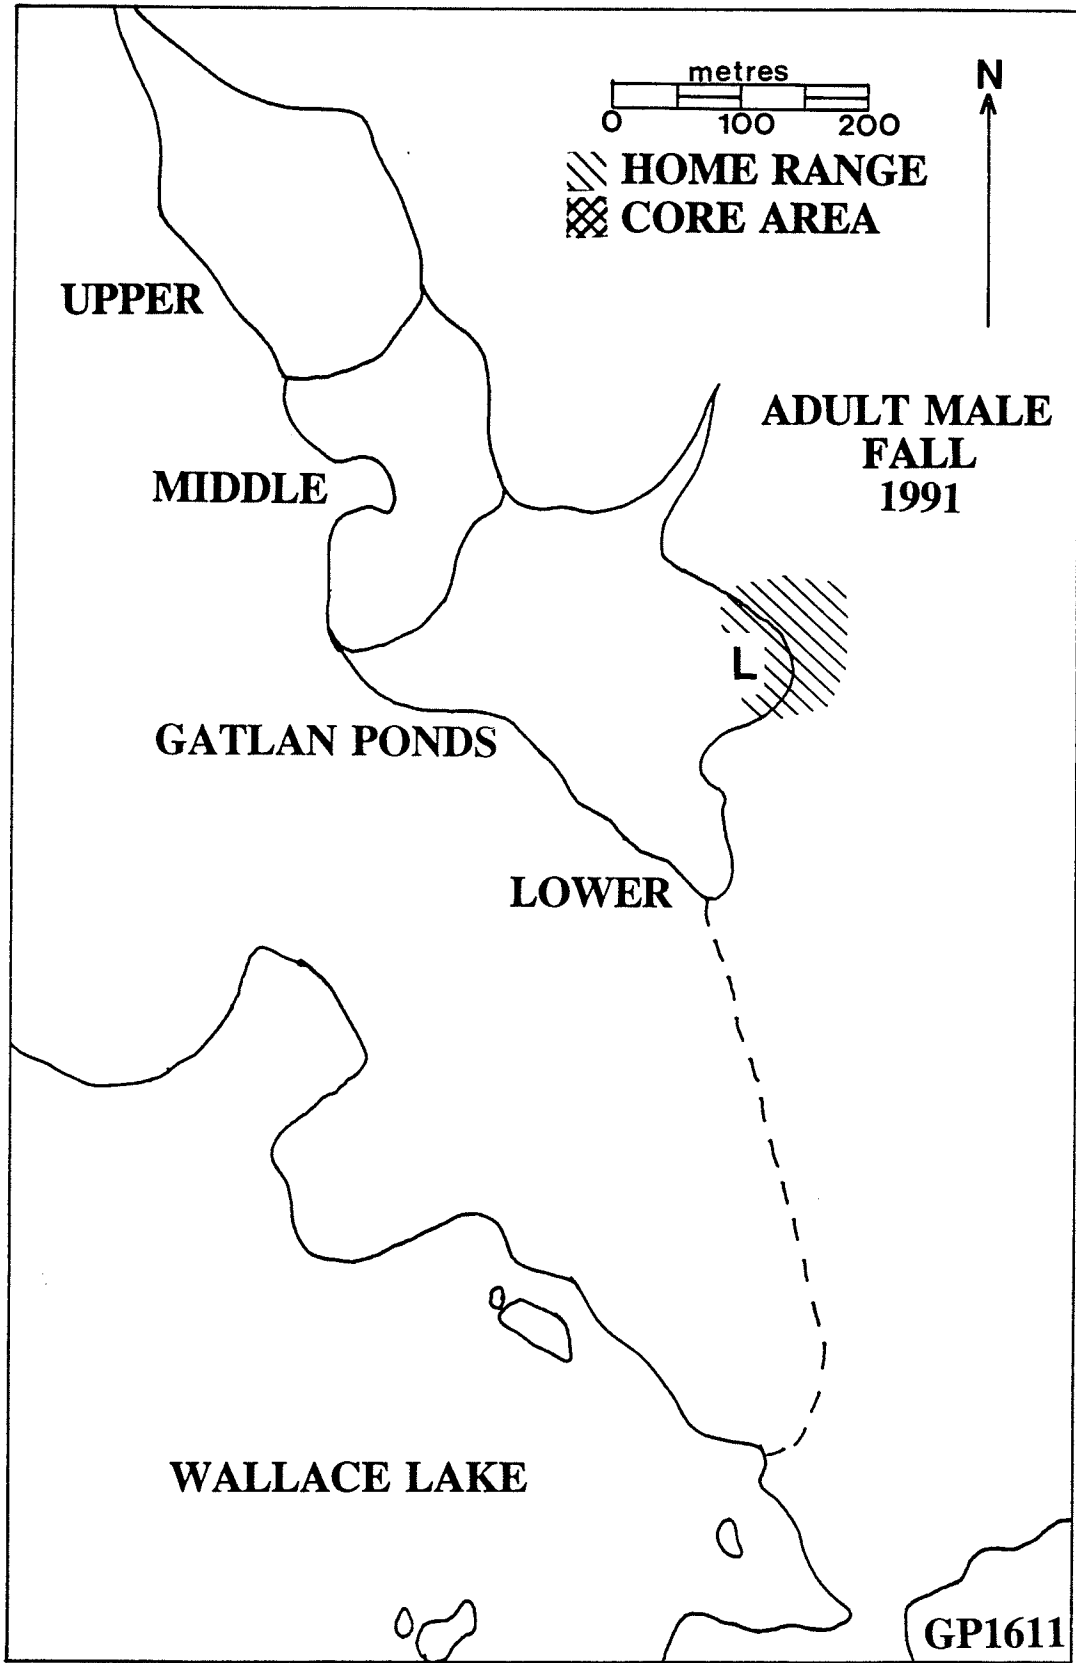 metres
0 100 200
N
HOME RANGE
CORE AREA
UPPER
ADULT MALE
FALL
1991
MIDDLE
L
GATLAN PONDS
LOWER
WALLACE LAKE
GP1611